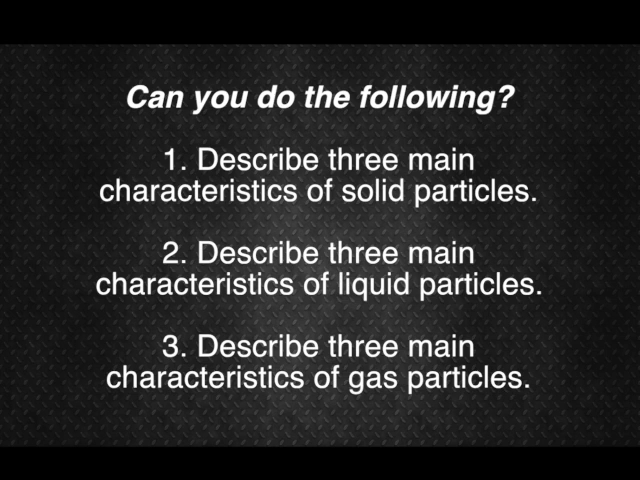 Can you do the following?
1. Describe three main
characteristics of solid particles.
2. Describe three main
characteristics of liquid particles.
3. Describe three main
characteristics of gas particles.